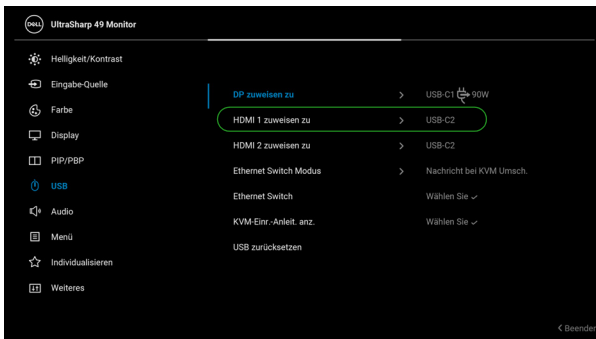 DELL UltraSharp 49 Monitor
Helligkeit/Kontrast
Eingabe-Quelle
DP zuweisen zu USB-C1 90W
Farbe
HDMI 1 zuweisen zu USB-C2
Display
HDMI 2 zuweisen zu USB-C2
PIP/PBP
Ethernet Switch Modus Nachricht bei KVM Umsch.
USB
Ethernet Switch Wählen Sie
Audio
KVM-Einr.-Anleit. anz. Wählen Sie
Menü
USB zurücksetzen
Individualisieren
Weiteres
Beenden